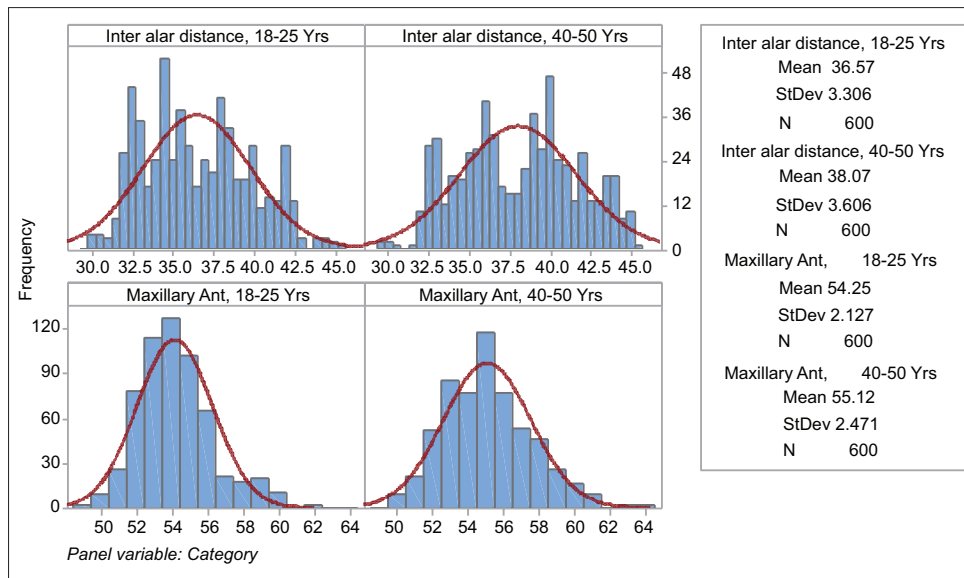 Inter alar distance, 18-25 Yrs
Inter alar distance, 40-50 Yrs
48
36
24
12
0
30.0 32.5 35.0 37.5 40.0 42.5 45.0
30.0 32.5 35.0 37.5 40.0 42.5 45.0
Frequency
Maxillary Ant, 18-25 Yrs
Maxillary Ant, 40-50 Yrs
120
90
60
30
0
50 52 54 56 58 60 62 64
50 52 54 56 58 60 62 64
Panel variable: Category
Inter alar distance, 18-25 Yrs
Mean 36.57
StDev 3.306
N 600
Inter alar distance, 40-50 Yrs
Mean 38.07
StDev 3.606
N 600
Maxillary Ant, 18-25 Yrs
Mean 54.25
StDev 2.127
N 600
Maxillary Ant, 40-50 Yrs
Mean 55.12
StDev 2.471
N 600